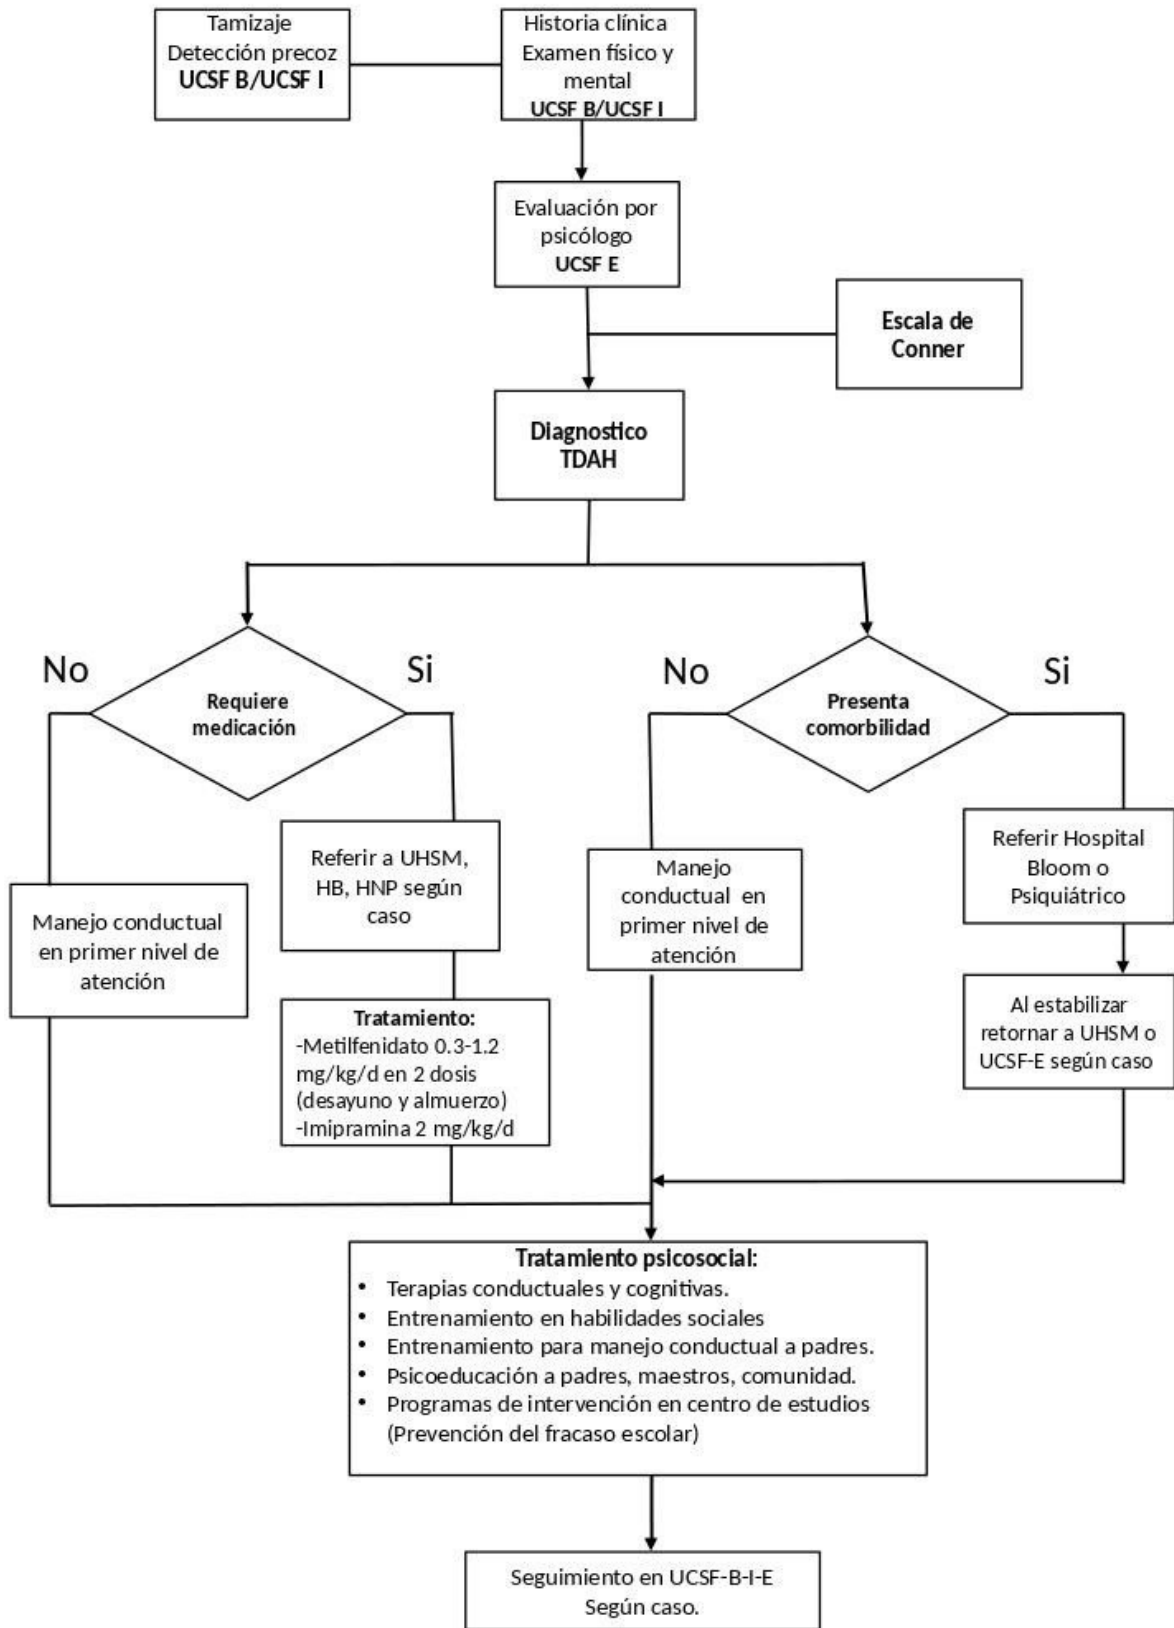 Tamizaje
Detección precoz
UCSF B/UCSF I
Historia clínica
Examen físico y
mental
UCSF B/UCSF I
Evaluación por
psicólogo
UCSF E
Escala de
Conner
Diagnostico
TDAH
No
Si
Requiere
medicación
No
Si
Presenta
comorbilidad
Manejo conductual
en primer nivel de
atención
Referir a UHSM,
HB, HNP según
caso
Tratamiento:
-Metilfenidato 0.3-1.2
mg/kg/d en 2 dosis
(desayuno y almuerzo)
-Imipramina 2 mg/kg/d
Manejo
conductual en
primer nivel de
atención
Referir Hospital
Bloom o
Psiquiátrico
Al estabilizar
retornar a UHSM o
UCSF-E según caso
Tratamiento psicosocial:
• Terapias conductuales y cognitivas.
• Entrenamiento en habilidades sociales
• Entrenamiento para manejo conductual a padres.
• Psicoeducación a padres, maestros, comunidad.
• Programas de intervención en centro de estudios
(Prevención del fracaso escolar)
Seguimiento en UCSF-B-I-E
Según caso.